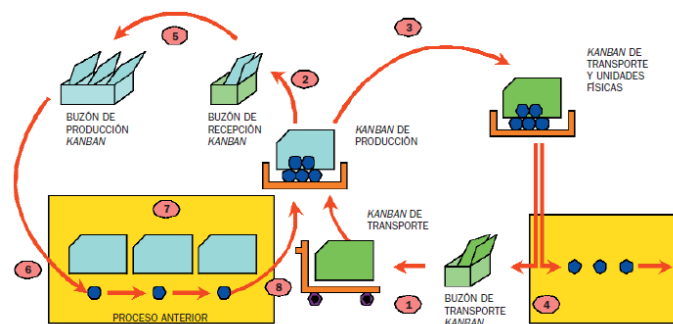 5
3
KANBAN DE
TRANSPORTE
Y UNIDADES
FÍSICAS
2
BUZÓN DE
PRODUCCIÓN
KANBAN
BUZÓN DE
RECEPCIÓN
KANBAN
KANBAN DE
PRODUCCIÓN
7
KANBAN DE
TRANSPORTE
6
8
1
BUZÓN DE
TRANSPORTE
KANBAN
4
PROCESO ANTERIOR